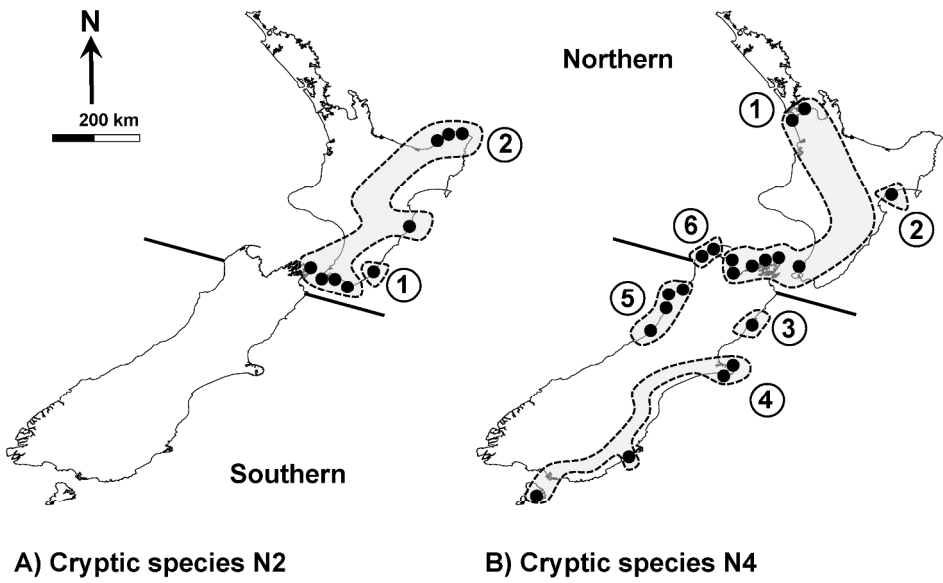 N
200 km
Northern
2
1
Southern
1
2
6
5
3
4
A) Cryptic species N2
B) Cryptic species N4